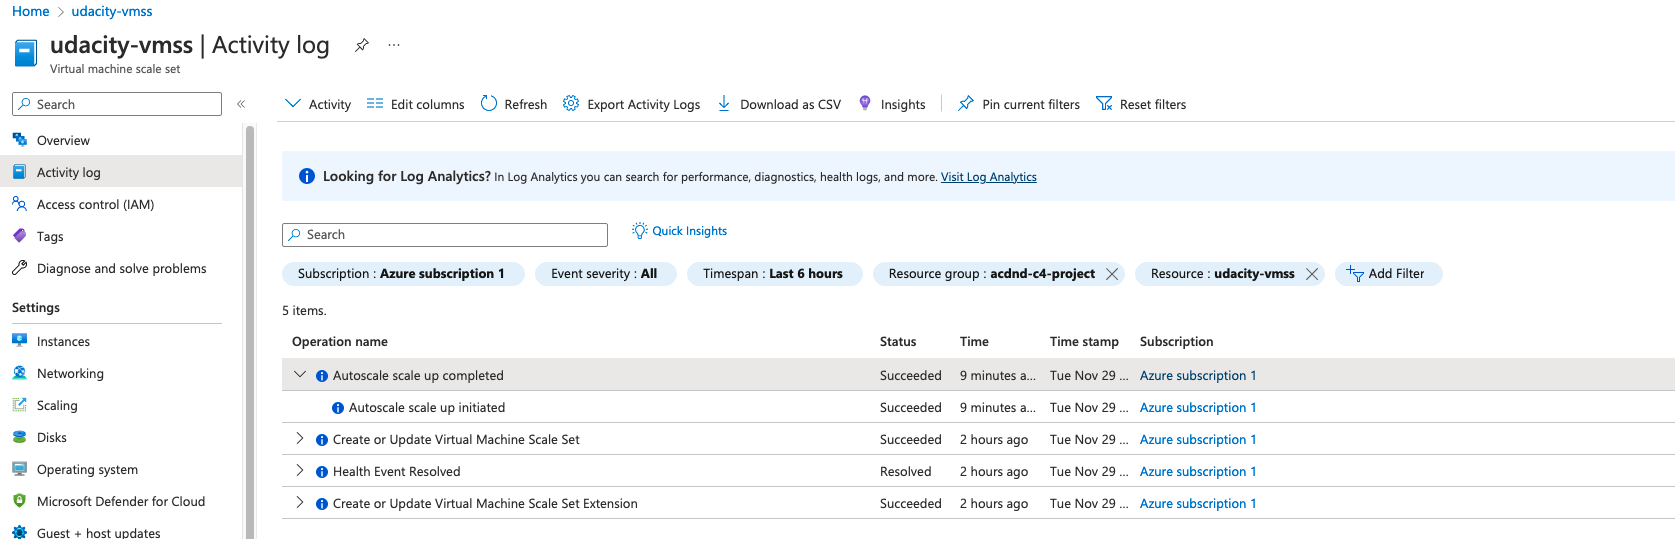 Home > udacity-vmss
udacity-vmss | Activity log ...
Virtual machine scale set
Search «
Activity Edit columns Refresh Export Activity Logs Download as CSV Insights Pin current filters Reset filters
Overview
Activity log
Access control (IAM)
Tags
Diagnose and solve problems
Settings
Instances
Networking
Scaling
Disks
Operating system
Microsoft Defender for Cloud
Guest + host updates
Looking for Log Analytics? In Log Analytics you can search for performance, diagnostics, health logs, and more. Visit Log Analytics
Search Quick Insights
Subscription : Azure subscription 1 Event severity : All Timespan : Last 6 hours Resource group : acdnd-c4-project Resource : udacity-vmss Add Filter
5 items.
Operation name Status Time Time stamp Subscription
Autoscale scale up completed Succeeded 9 minutes a... Tue Nov 29 ... Azure subscription 1
Autoscale scale up initiated Succeeded 9 minutes a... Tue Nov 29 ... Azure subscription 1
Create or Update Virtual Machine Scale Set Succeeded 2 hours ago Tue Nov 29 ... Azure subscription 1
Health Event Resolved Resolved 2 hours ago Tue Nov 29 ... Azure subscription 1
Create or Update Virtual Machine Scale Set Extension Succeeded 2 hours ago Tue Nov 29 ... Azure subscription 1